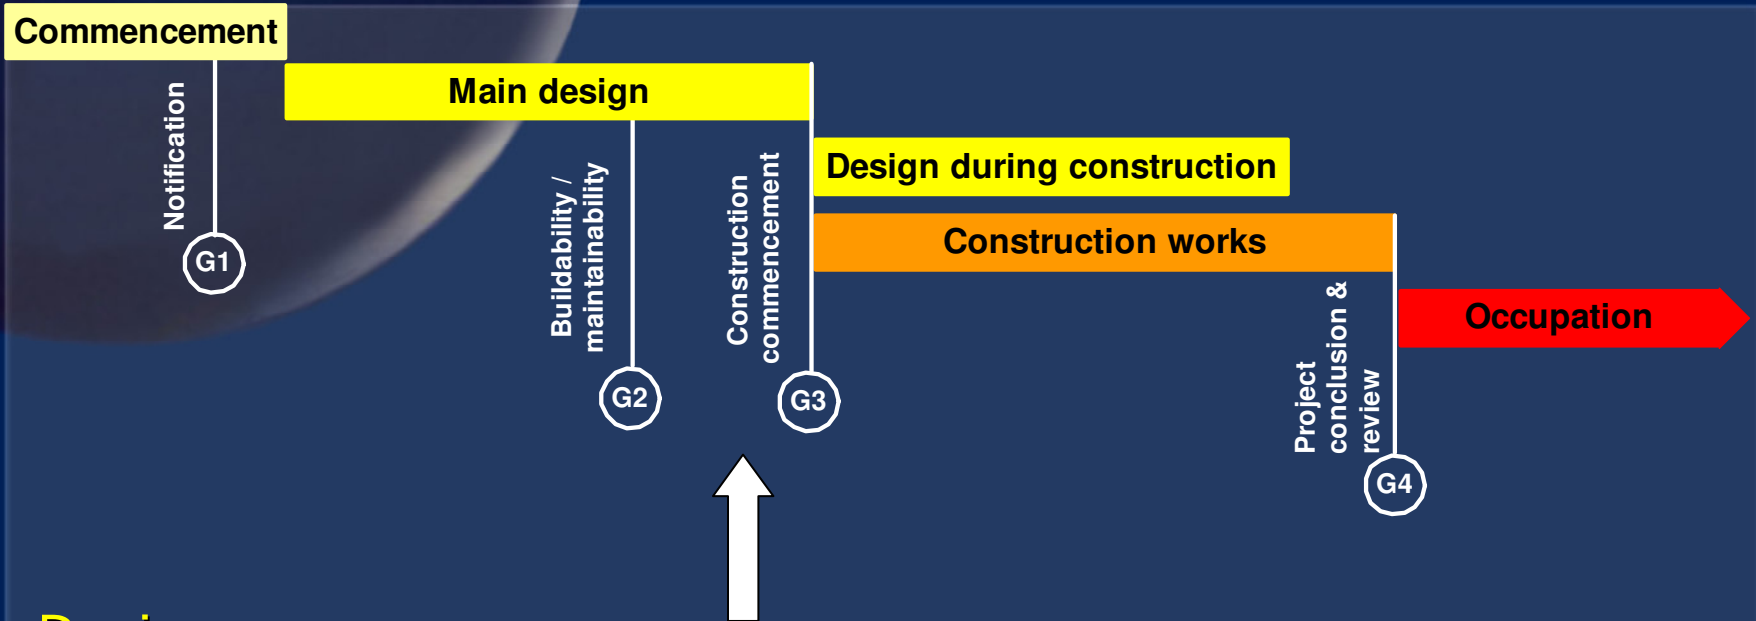 Commencement
Main design
Notification
Design during construction
Buildability /
maintainability
Construction
commencement
Construction works
G1
Occupation
Project
conclusion &
review
G2
G3
G4